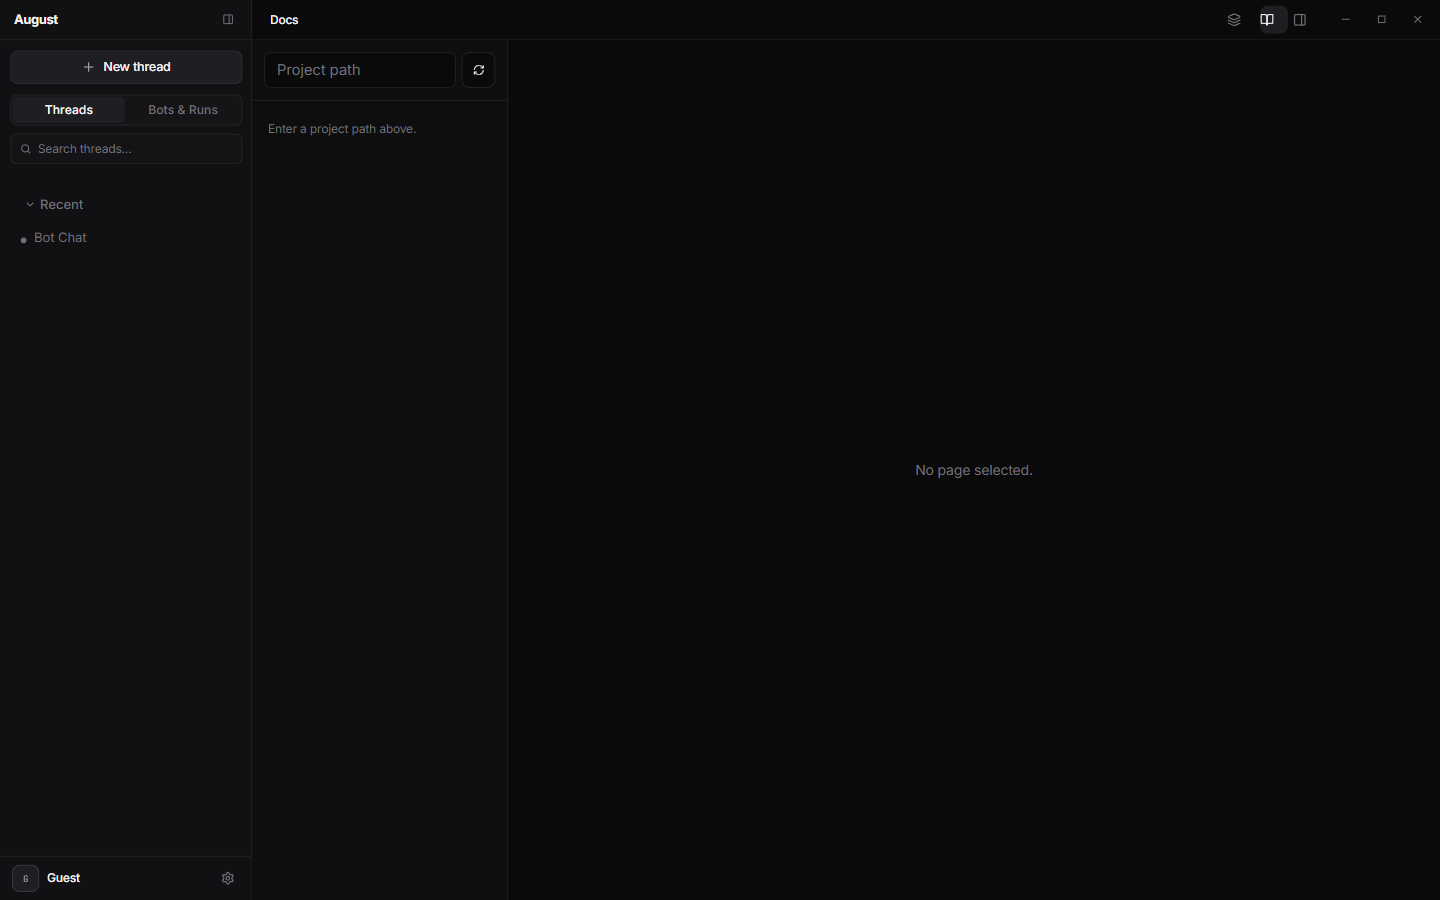 August
Docs
New thread
Project path
Threads
Bots & Runs
Enter a project path above.
Search threads...
Recent
Bot Chat
No page selected.
G
Guest